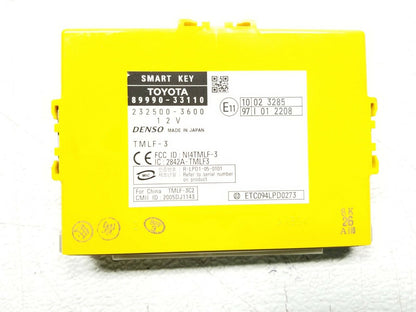 SMART KEY
TOYOTA
89990-33110
232500-3600
12V
DENSO MADE IN JAPAN
TMLF-3
E11
10 02 3285
97 I 01 2208
CE FCC ID: NI4TMLF-3
IC: 2842A-TMLF3
: R-LPD1-05-0101
: Refer to serial number
on product
For China : TMLF-3C2
CMII ID : 2005DJ1143
ETC094LPD0273
26